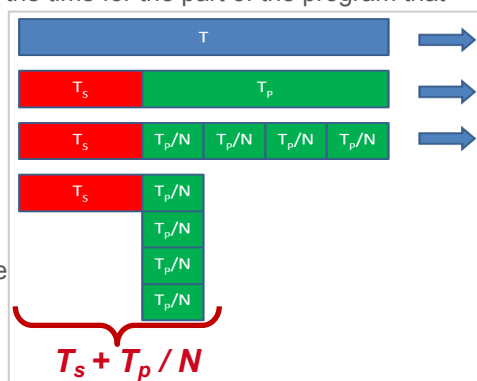 the time for the part of the program that
T
Tₛ Tₚ
Tₛ Tₚ/N Tₚ/N Tₚ/N Tₚ/N
Tₛ Tₚ/N
Tₚ/N
Tₚ/N
e Tₚ/N
Tₛ + Tₚ / N